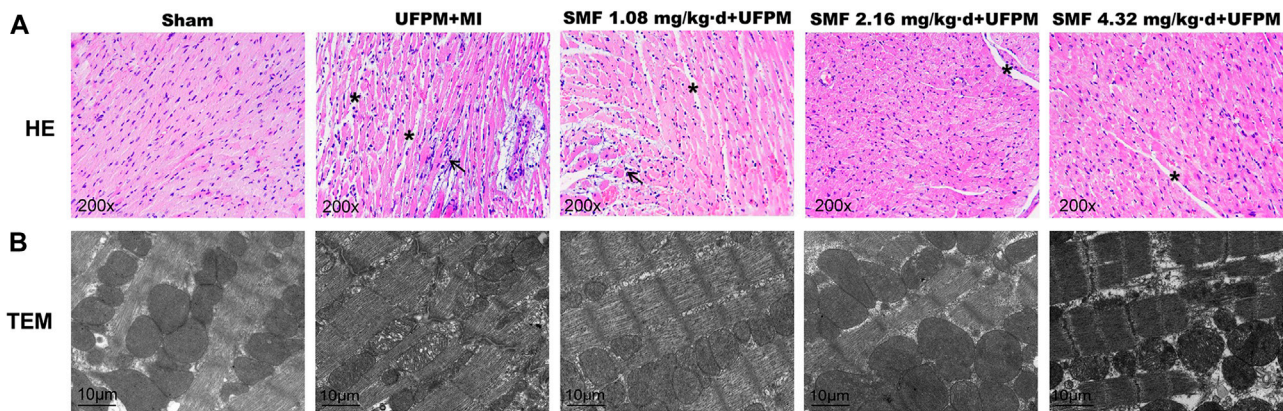 A
Sham
UFPM+MI
SMF 1.08 mg/kg·d+UFPM
SMF 2.16 mg/kg·d+UFPM
SMF 4.32 mg/kg·d+UFPM
HE
*
*
*
*
*
200x
200x
200x
200x
200x
B
TEM
10μm
10μm
10μm
10μm
10μm